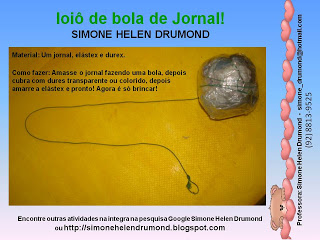 Ioiô de bola de Jornal!
SIMONE HELEN DRUMOND
Material: Um jornal, elástex e durex.
Como fazer: Amasse o jornal fazendo uma bola, depois
cubra com dures transparente ou colorido, depois
amarre a elástex e pronto! Agora é só brincar!
Encontre outras atividades na íntegra na pesquisa Google Simone Helen Drumond
ou http://simonehelendrumond.blogspot.com
Professora: Simone Helen Drumond - simone_drumond@hotmail.com
(92) 8813-9525